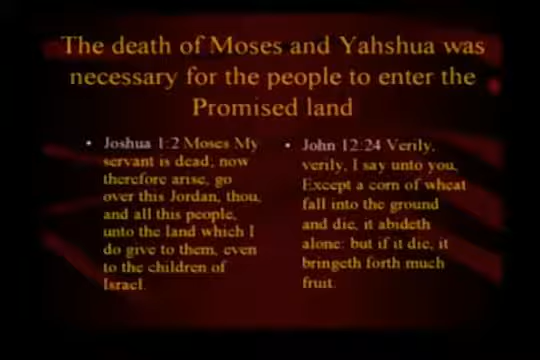 The death of Moses and Yahshua was
necessary for the people to enter the
Promised land
• Joshua 1:2 Moses My
servant is dead; now
therefore arise, go
over this Jordan, thou,
and all this people,
unto the land which I
do give to them, even
to the children of
Israel.
• John 12:24 Verily,
verily, I say unto you,
Except a corn of wheat
fall into the ground
and die, it abideth
alone: but if it die, it
bringeth forth much
fruit.